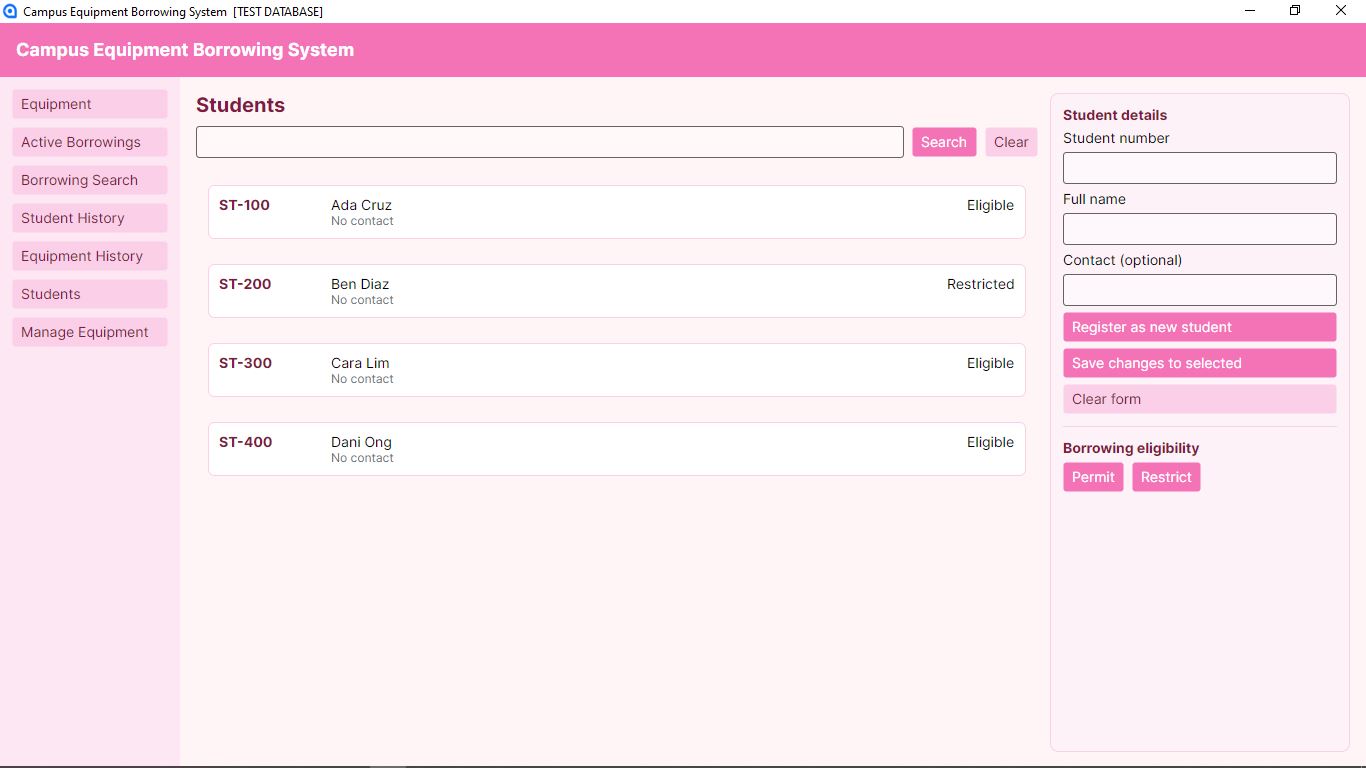 Campus Equipment Borrowing System [TEST DATABASE]
Campus Equipment Borrowing System
Equipment
Active Borrowings
Borrowing Search
Student History
Equipment History
Students
Manage Equipment
Students
Search
Clear
ST-100
Ada Cruz
No contact
Eligible
ST-200
Ben Diaz
No contact
Restricted
ST-300
Cara Lim
No contact
Eligible
ST-400
Dani Ong
No contact
Eligible
Student details
Student number
Full name
Contact (optional)
Register as new student
Save changes to selected
Clear form
Borrowing eligibility
Permit
Restrict